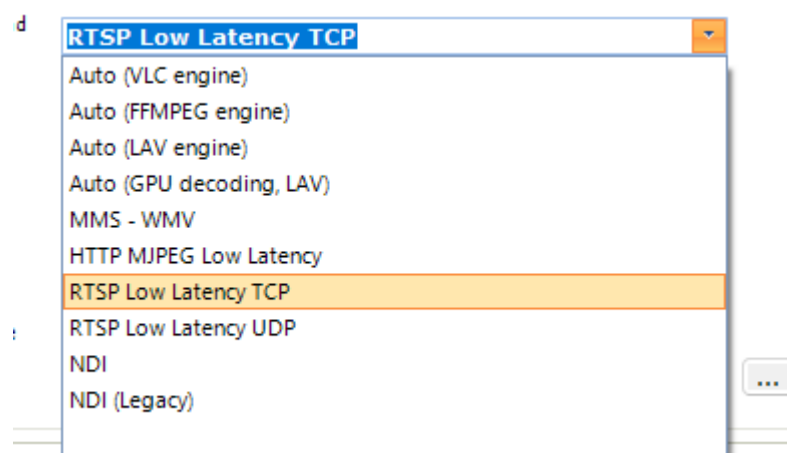 d
RTSP Low Latency TCP
Auto (VLC engine)
Auto (FFMPEG engine)
Auto (LAV engine)
Auto (GPU decoding, LAV)
MMS - WMV
HTTP MJPEG Low Latency
RTSP Low Latency TCP
RTSP Low Latency UDP
NDI
...
NDI (Legacy)